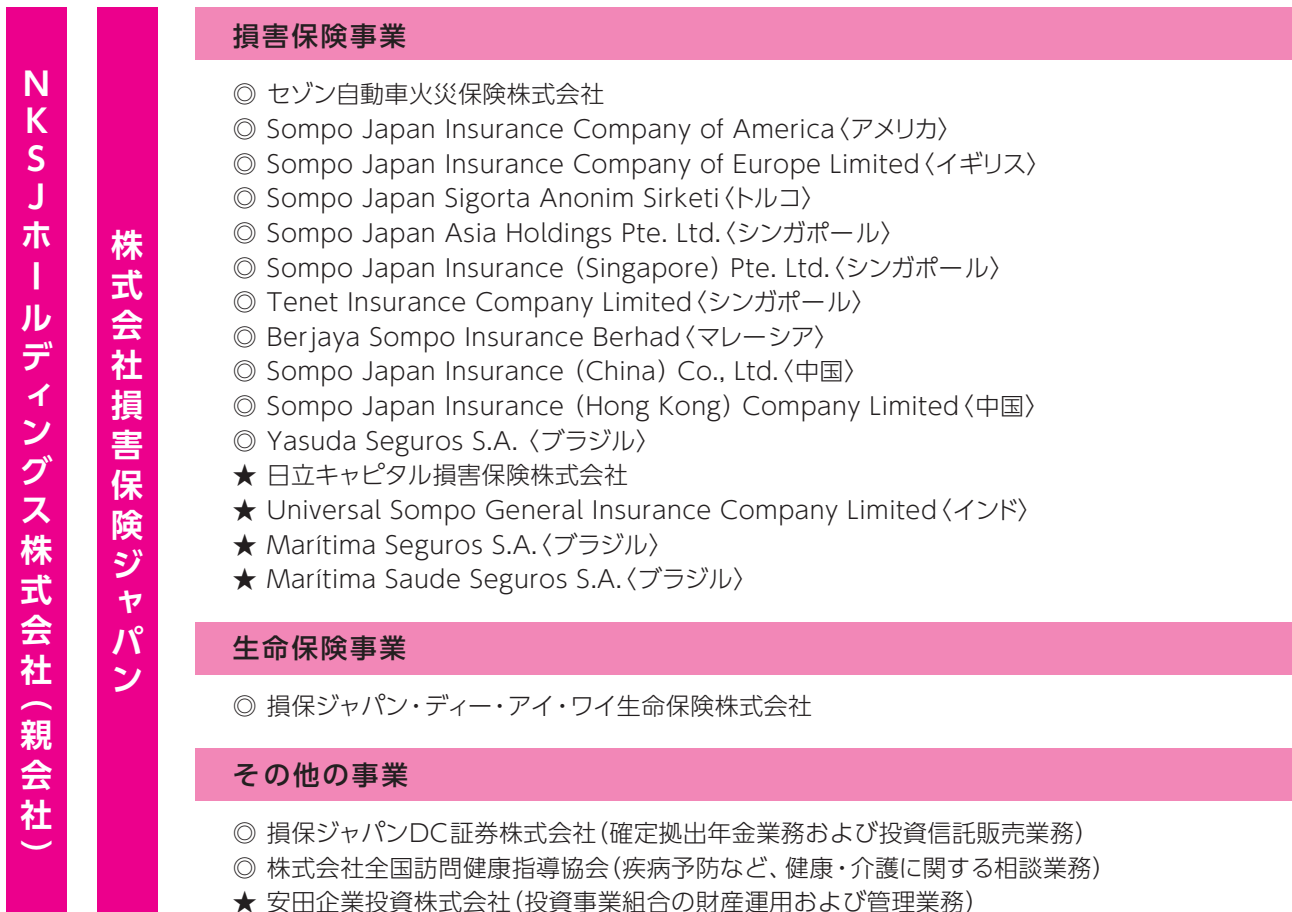 NKSJホールディングス株式会社(親会社)
株式会社損害保険ジャパン
損害保険事業
◎ セゾン自動車火災保険株式会社
◎ Sompo Japan Insurance Company of America〈アメリカ〉
◎ Sompo Japan Insurance Company of Europe Limited〈イギリス〉
◎ Sompo Japan Sigorta Anonim Sirketi〈トルコ〉
◎ Sompo Japan Asia Holdings Pte. Ltd.〈シンガポール〉
◎ Sompo Japan Insurance (Singapore) Pte. Ltd.〈シンガポール〉
◎ Tenet Insurance Company Limited〈シンガポール〉
◎ Berjaya Sompo Insurance Berhad〈マレーシア〉
◎ Sompo Japan Insurance (China) Co., Ltd.〈中国〉
◎ Sompo Japan Insurance (Hong Kong) Company Limited〈中国〉
◎ Yasuda Seguros S.A. 〈ブラジル〉
★ 日立キャピタル損害保険株式会社
★ Universal Sompo General Insurance Company Limited〈インド〉
★ Marítima Seguros S.A.〈ブラジル〉
★ Marítima Saude Seguros S.A.〈ブラジル〉
生命保険事業
◎ 損保ジャパン・ディー・アイ・ワイ生命保険株式会社
その他の事業
◎ 損保ジャパンDC証券株式会社(確定拠出年金業務および投資信託販売業務)
◎ 株式会社全国訪問健康指導協会(疾病予防など、健康・介護に関する相談業務)
★ 安田企業投資株式会社(投資事業組合の財産運用および管理業務)